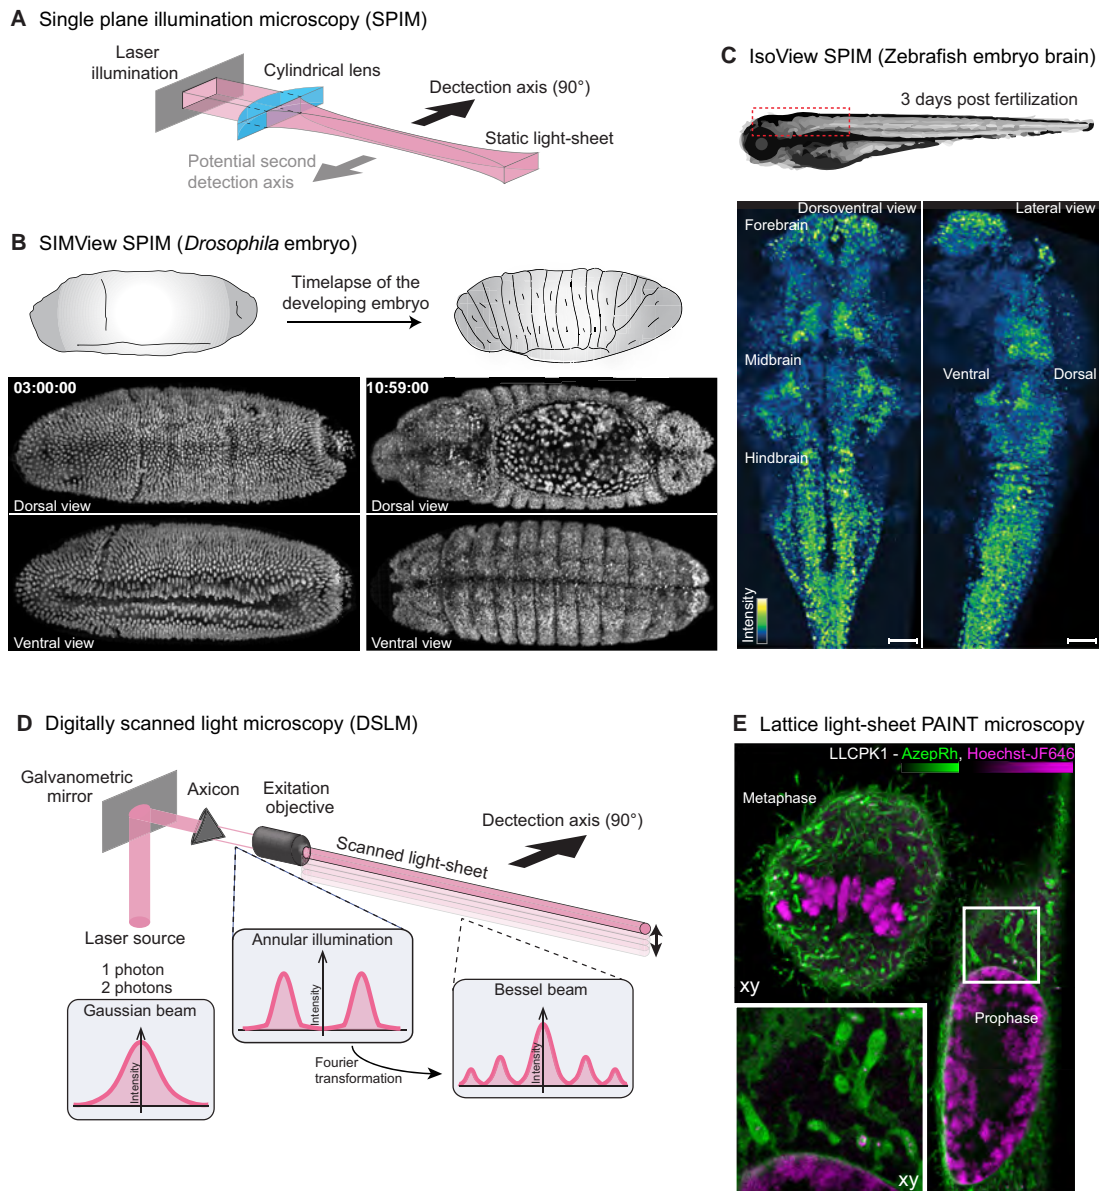 A Single plane illumination microscopy (SPIM)
Laser
illumination
Cylindrical lens
Dectection axis (90°)
Static light-sheet
Potential second
detection axis
B SIMView SPIM (Drosophila embryo)
Timelapse of the
developing embryo
03:00:00
Dorsal view
Ventral view
10:59:00
Dorsal view
Ventral view
C IsoView SPIM (Zebrafish embryo brain)
3 days post fertilization
Dorsoventral view
Lateral view
Forebrain
Midbrain
Ventral
Dorsal
Hindbrain
Intensity
D Digitally scanned light microscopy (DSLM)
Galvanometric
mirror
Axicon
Exitation
objective
Dectection axis (90°)
Scanned light-sheet
Laser source
1 photon
2 photons
Gaussian beam
Intensity
Annular illumination
Intensity
Fourier
transformation
Bessel beam
Intensity
E Lattice light-sheet PAINT microscopy
LLCPK1 - AzepRh, Hoechst-JF646
Metaphase
xy
Prophase
xy